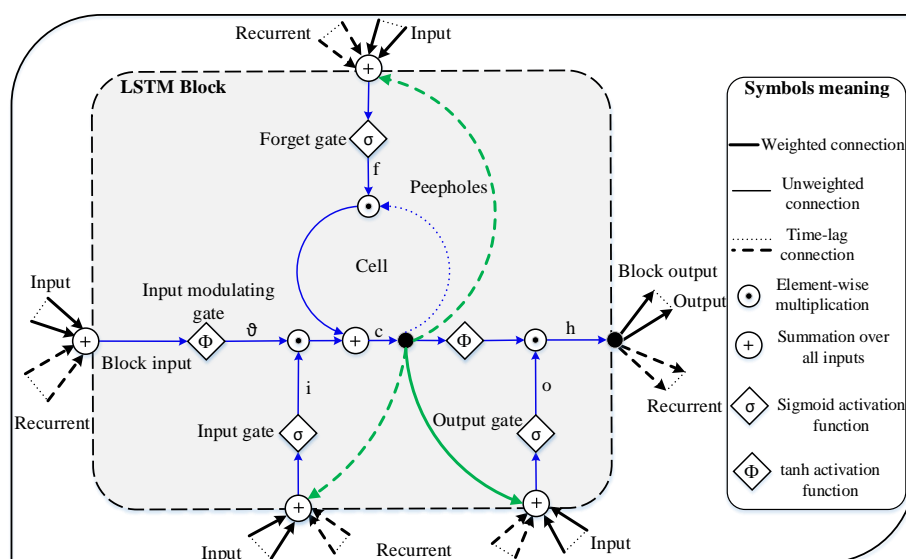 Recurrent
Input
LSTM Block
+
Forget gate
σ
f
Peepholes
Cell
Input
Input modulating
gate
ϑ
c
h
Block output
Output
+
Φ
+
Φ
Block input
i
o
Recurrent
Input gate
σ
Output gate
σ
Recurrent
+
+
Input
Recurrent
Input
Symbols meaning
Weighted connection
Unweighted
connection
Time-lag
connection
Element-wise
multiplication
+
Summation over
all inputs
σ
Sigmoid activation
function
Φ
tanh activation
function